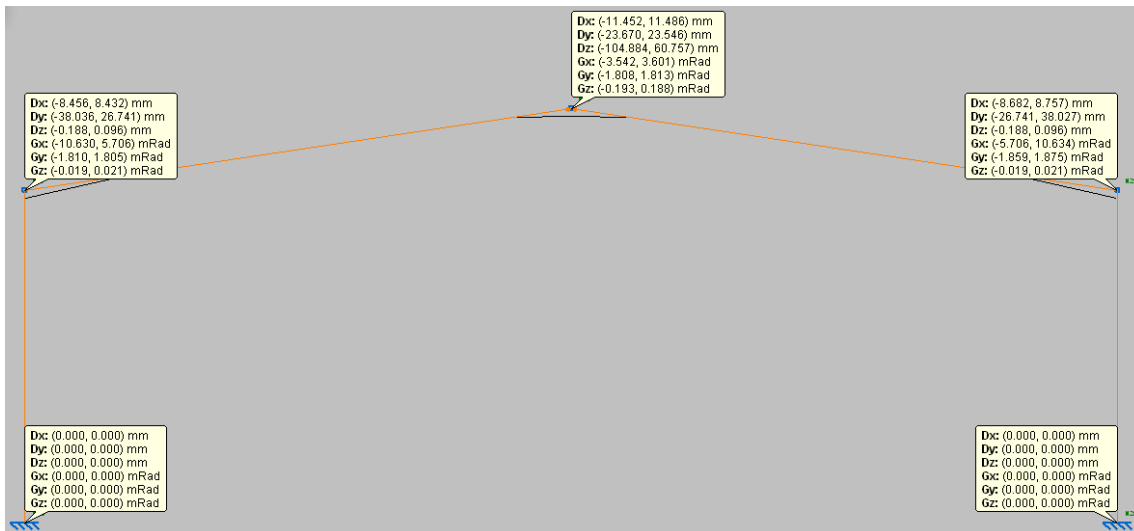 Dx: (-11.452, 11.486) mm
Dy: (-23.670, 23.546) mm
Dz: (-104.884, 60.757) mm
Gx: (-3.542, 3.601) mRad
Gy: (-1.808, 1.813) mRad
Gz: (-0.193, 0.188) mRad
Dx: (-8.456, 8.432) mm
Dy: (-38.036, 26.741) mm
Dz: (-0.188, 0.096) mm
Gx: (-10.630, 5.706) mRad
Gy: (-1.810, 1.805) mRad
Gz: (-0.019, 0.021) mRad
Dx: (-8.682, 8.757) mm
Dy: (-26.741, 38.027) mm
Dz: (-0.188, 0.096) mm
Gx: (-5.706, 10.634) mRad
Gy: (-1.859, 1.875) mRad
Gz: (-0.019, 0.021) mRad
Dx: (0.000, 0.000) mm
Dy: (0.000, 0.000) mm
Dz: (0.000, 0.000) mm
Gx: (0.000, 0.000) mRad
Gy: (0.000, 0.000) mRad
Gz: (0.000, 0.000) mRad
Dx: (0.000, 0.000) mm
Dy: (0.000, 0.000) mm
Dz: (0.000, 0.000) mm
Gx: (0.000, 0.000) mRad
Gy: (0.000, 0.000) mRad
Gz: (0.000, 0.000) mRad